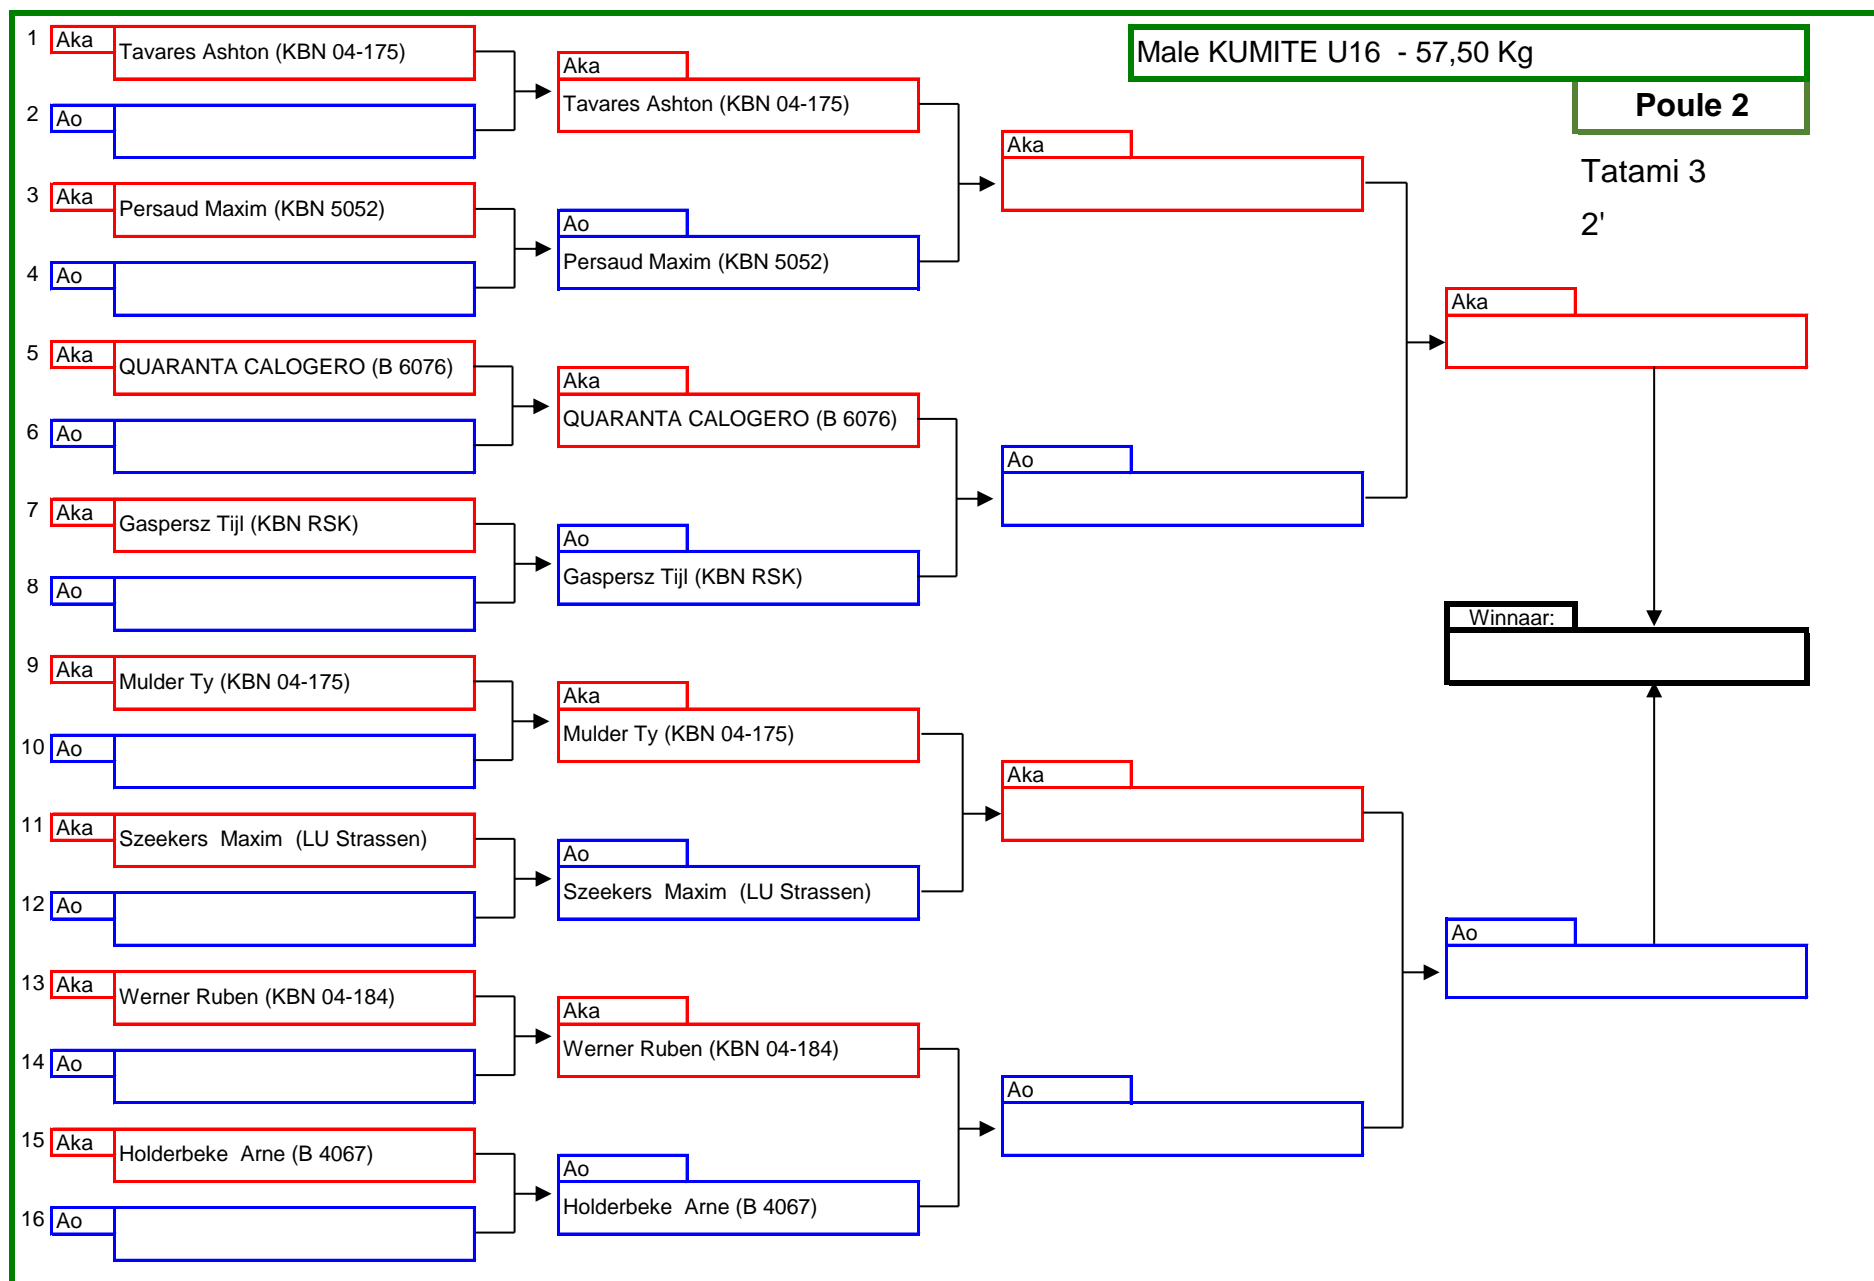 Male KUMITE U16  - 57,50 Kg
Poule 2
Tatami 3
2'
1 Aka Tavares Ashton (KBN 04-175)
2 Ao
3 Aka Persaud Maxim (KBN 5052)
4 Ao
5 Aka QUARANTA CALOGERO (B 6076)
6 Ao
7 Aka Gaspersz Tijl (KBN RSK)
8 Ao
9 Aka Mulder Ty (KBN 04-175)
10 Ao
11 Aka Szeekers  Maxim  (LU Strassen)
12 Ao
13 Aka Werner Ruben (KBN 04-184)
14 Ao
15 Aka Holderbeke  Arne (B 4067)
16 Ao
Aka
Tavares Ashton (KBN 04-175)
Ao
Persaud Maxim (KBN 5052)
Aka
QUARANTA CALOGERO (B 6076)
Ao
Gaspersz Tijl (KBN RSK)
Aka
Mulder Ty (KBN 04-175)
Ao
Szeekers  Maxim  (LU Strassen)
Aka
Werner Ruben (KBN 04-184)
Ao
Holderbeke  Arne (B 4067)
Aka
Ao
Aka
Ao
Aka
Winnaar:
Ao